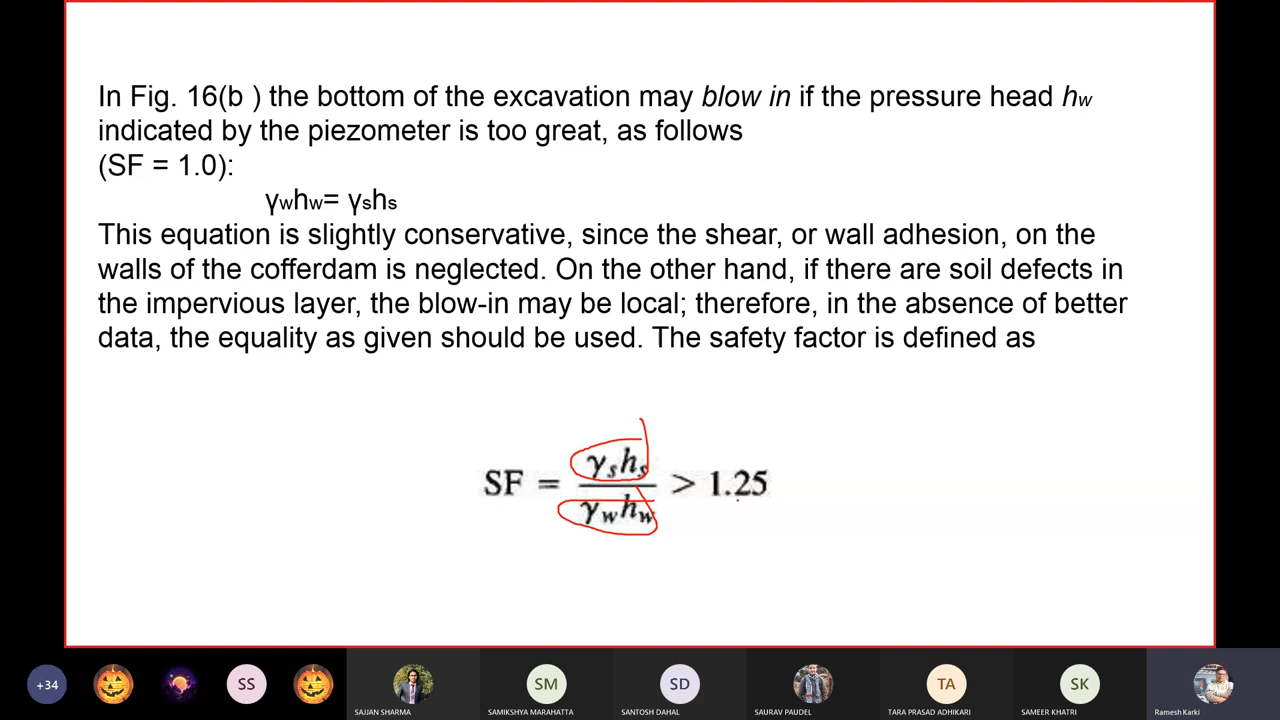 In Fig. 16(b ) the bottom of the excavation may blow in if the pressure head hw
indicated by the piezometer is too great, as follows
(SF = 1.0):
γwhw= γshs
This equation is slightly conservative, since the shear, or wall adhesion, on the
walls of the cofferdam is neglected. On the other hand, if there are soil defects in
the impervious layer, the blow-in may be local; therefore, in the absence of better
data, the equality as given should be used. The safety factor is defined as
SF = γshs / γwhw > 1.25
+34 SS SM SD TA SK
SAJJAN SHARMA SAMIKSHYA MARAHATTA SANTOSH DAHAL SAURAV PAUDEL TARA PRASAD ADHIKARI SAMEER KHATRI Ramesh Karki